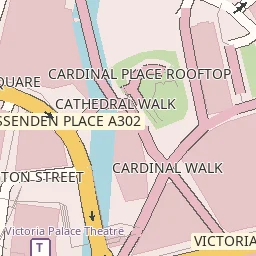 CARDINAL PLACE ROOFTOP
QUARE
CATHEDRAL WALK
SSENDEN PLACE A302
CARDINAL WALK
TON STREET
Victoria Palace Theatre
VICTORIA
T